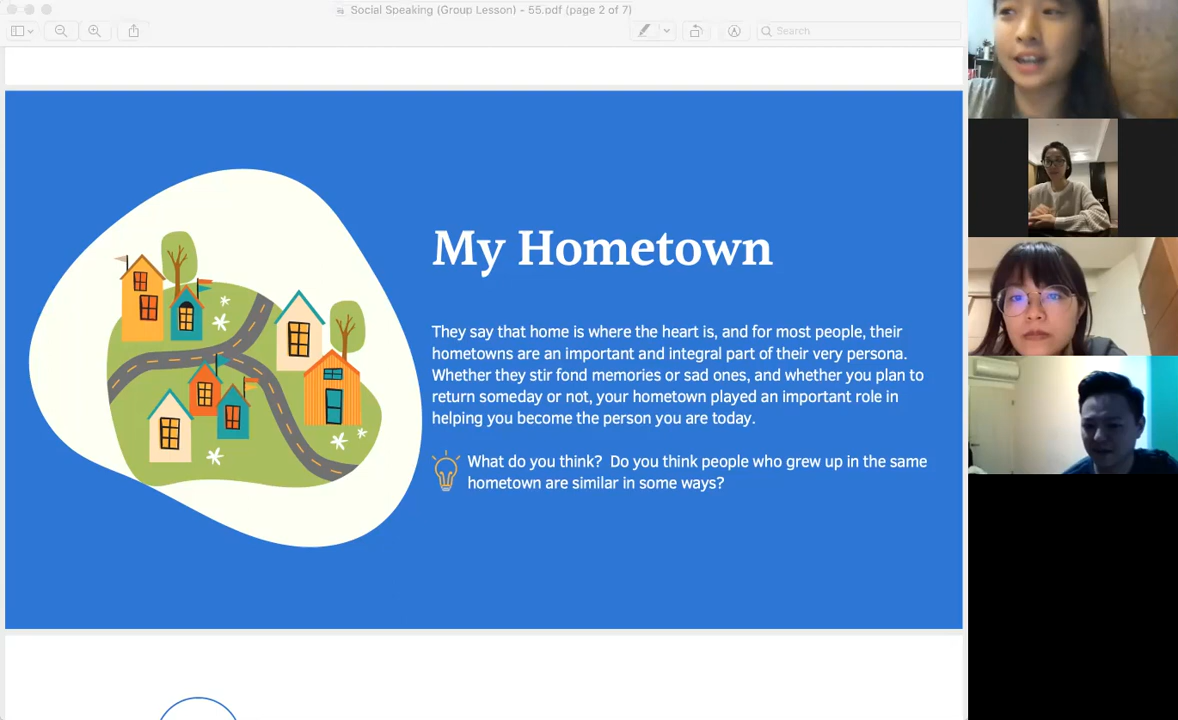 Social Speaking (Group Lesson) - 55.pdf (page 2 of 7)
Search
My Hometown
They say that home is where the heart is, and for most people, their
hometowns are an important and integral part of their very persona.
Whether they stir fond memories or sad ones, and whether you plan to
return someday or not, your hometown played an important role in
helping you become the person you are today.
What do you think?  Do you think people who grew up in the same
hometown are similar in some ways?